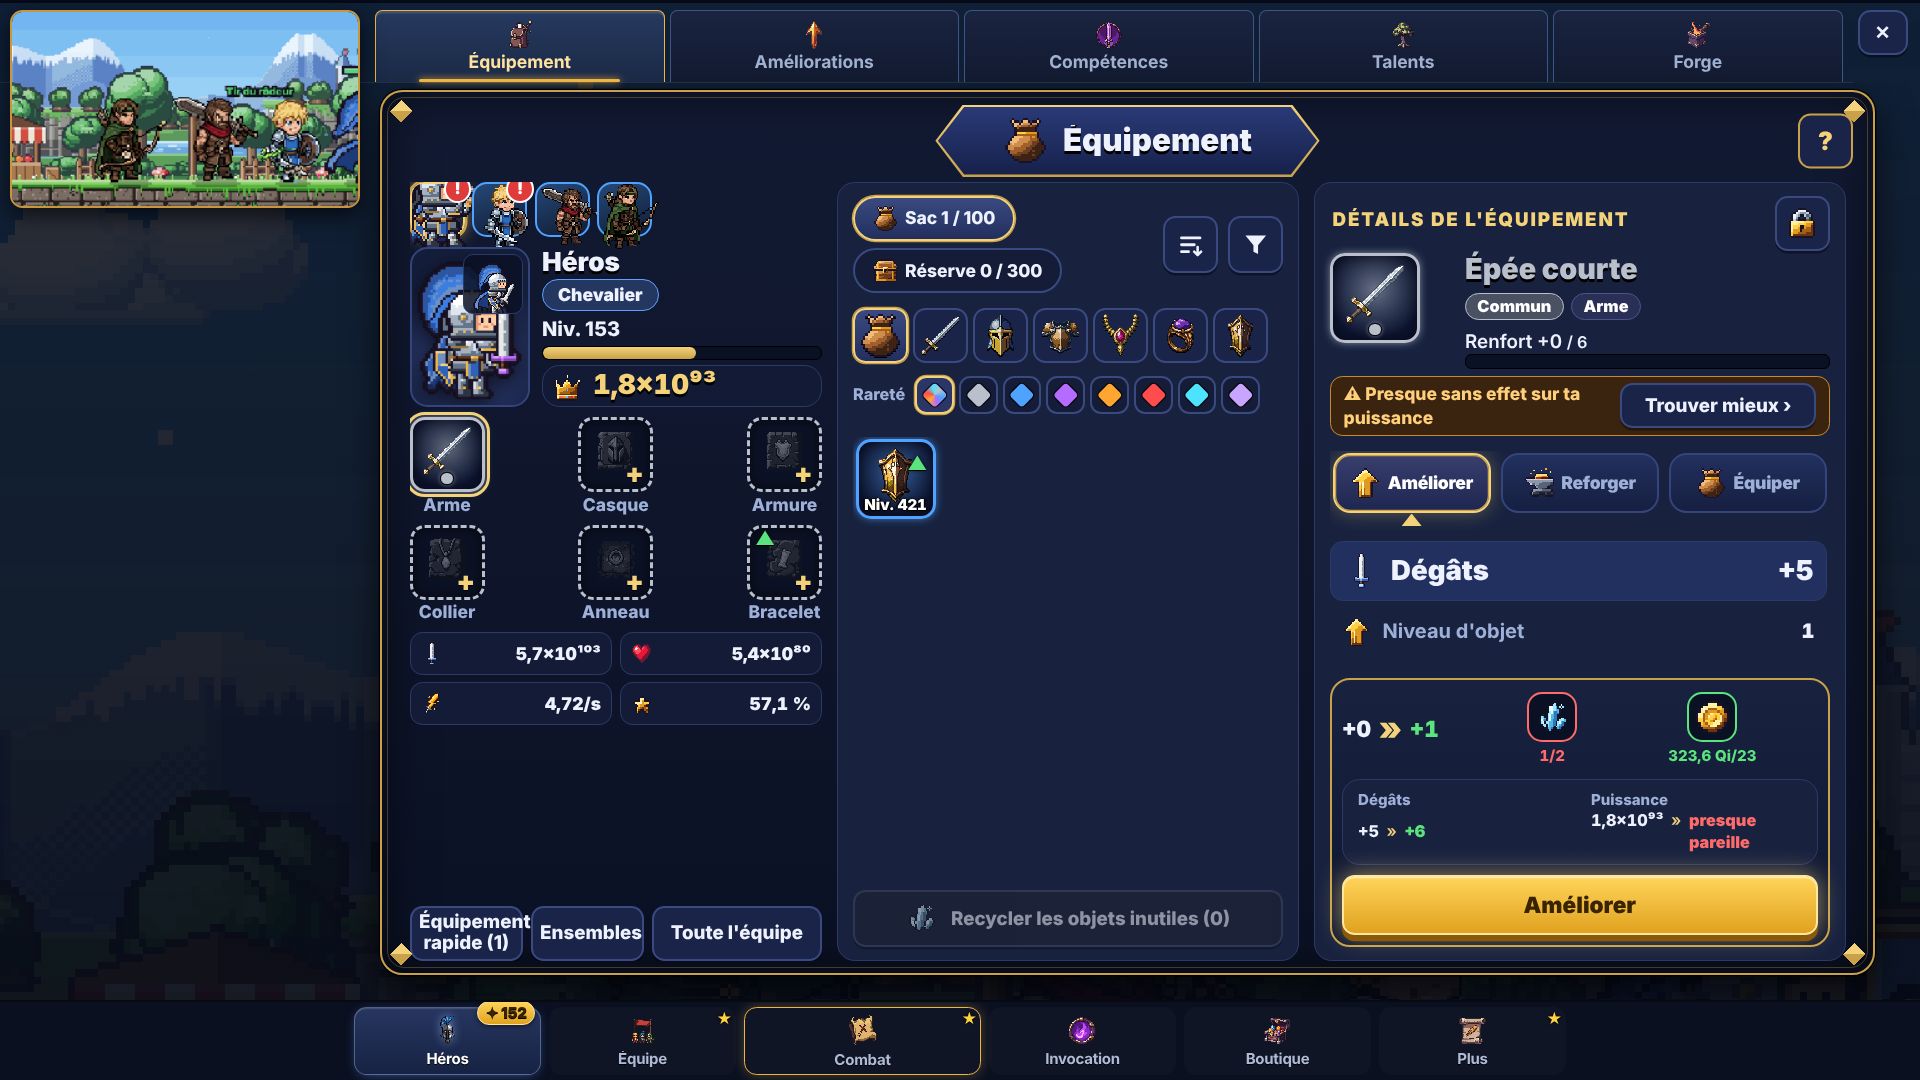 Tir du rôdeur
Équipement
Améliorations
Compétences
Talents
Forge
×
Équipement
?
!
!
Héros
Chevalier
Niv. 153
1,8×10⁹³
Arme
Casque
Armure
Collier
Anneau
Bracelet
5,7×10¹⁰³
5,4×10⁸⁰
4,72/s
57,1 %
Équipement
rapide (1)
Ensembles
Toute l'équipe
Sac 1 / 100
Réserve 0 / 300
Rareté
Niv. 421
Recycler les objets inutiles (0)
DÉTAILS DE L'ÉQUIPEMENT
Épée courte
Commun
Arme
Renfort +0 / 6
⚠ Presque sans effet sur ta
puissance
Trouver mieux ›
Améliorer
Reforger
Équiper
Dégâts
+5
Niveau d'objet
1
+0 » +1
1/2
323,6 Qi/23
Dégâts
+5 » +6
Puissance
1,8×10⁹³ » presque
pareille
Améliorer
✦152
Héros
Équipe
Combat
Invocation
Boutique
Plus